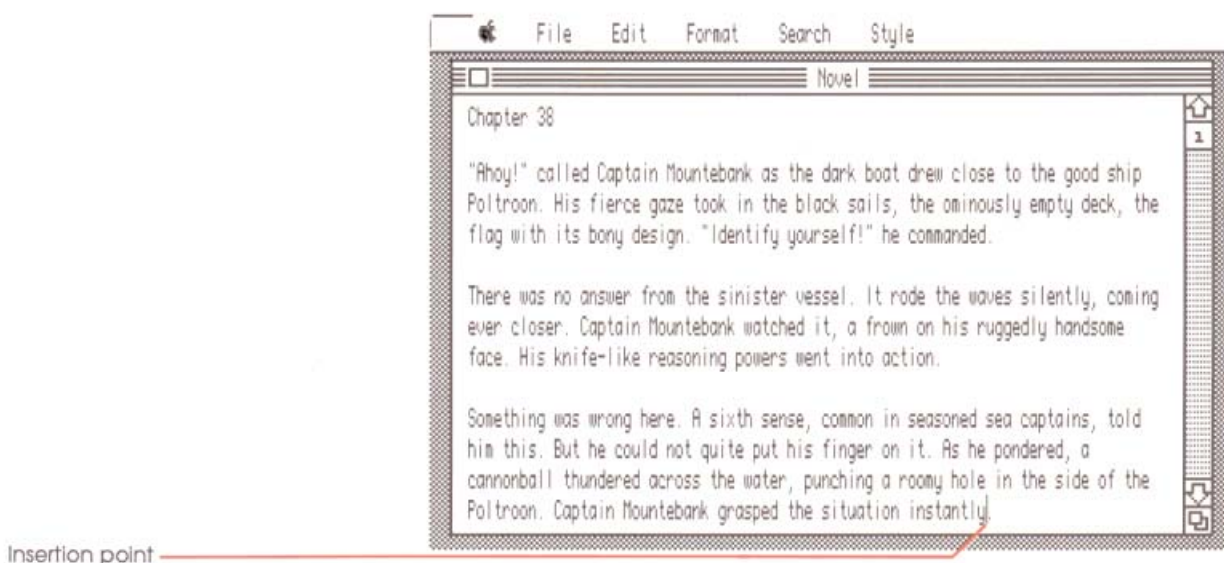 File Edit Format Search Style
Novel
Chapter 38
1
"Ahoy!" called Captain Mountebank as the dark boat drew close to the good ship
Poltroon. His fierce gaze took in the black sails, the ominously empty deck, the
flag with its bony design. "Identify yourself!" he commanded.
There was no answer from the sinister vessel. It rode the waves silently, coming
ever closer. Captain Mountebank watched it, a frown on his ruggedly handsome
face. His knife-like reasoning powers went into action.
Something was wrong here. A sixth sense, common in seasoned sea captains, told
him this. But he could not quite put his finger on it. As he pondered, a
cannonball thundered across the water, punching a roomy hole in the side of the
Poltroon. Captain Mountebank grasped the situation instantly.
Insertion point